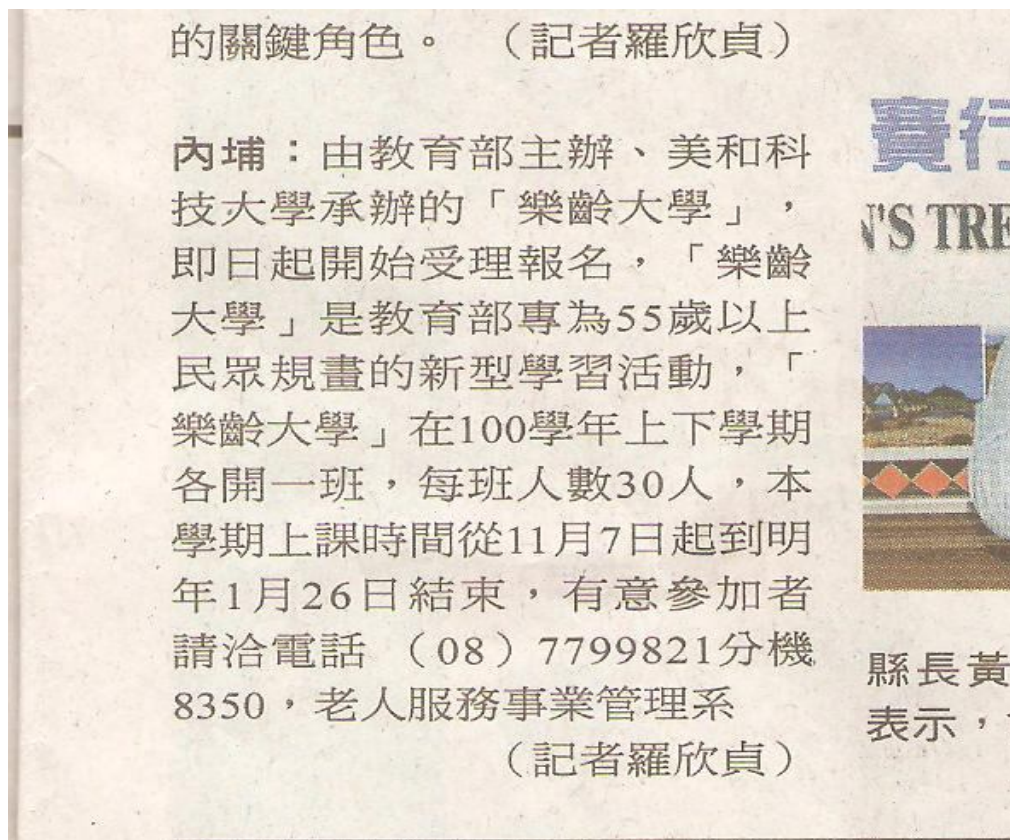 的關鍵角色。 （記者羅欣貞）
內埔：由教育部主辦、美和科
技大學承辦的「樂齡大學」，
即日起開始受理報名，「樂齡
大學」是教育部專為55歲以上
民眾規畫的新型學習活動，「
樂齡大學」在100學年上下學期
各開一班，每班人數30人，本
學期上課時間從11月7日起到明
年1月26日結束，有意參加者
請洽電話（08）7799821分機
8350，老人服務事業管理系
（記者羅欣貞）
賽行
N'S TRE
縣長黃
表示，